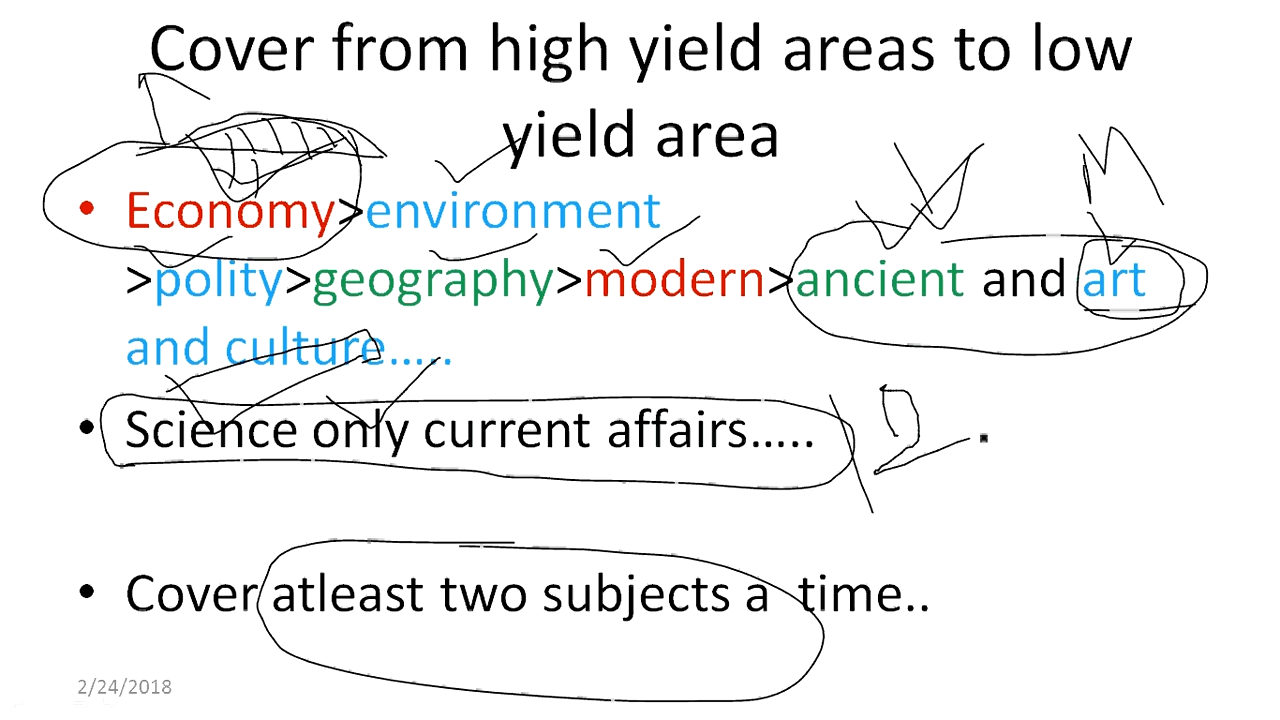 Cover from high yield areas to low
yield area
• Economy>environment
>polity>geography>modern>ancient and art
and culture…..
• Science only current affairs…..
• Cover atleast two subjects a  time..
2/24/2018